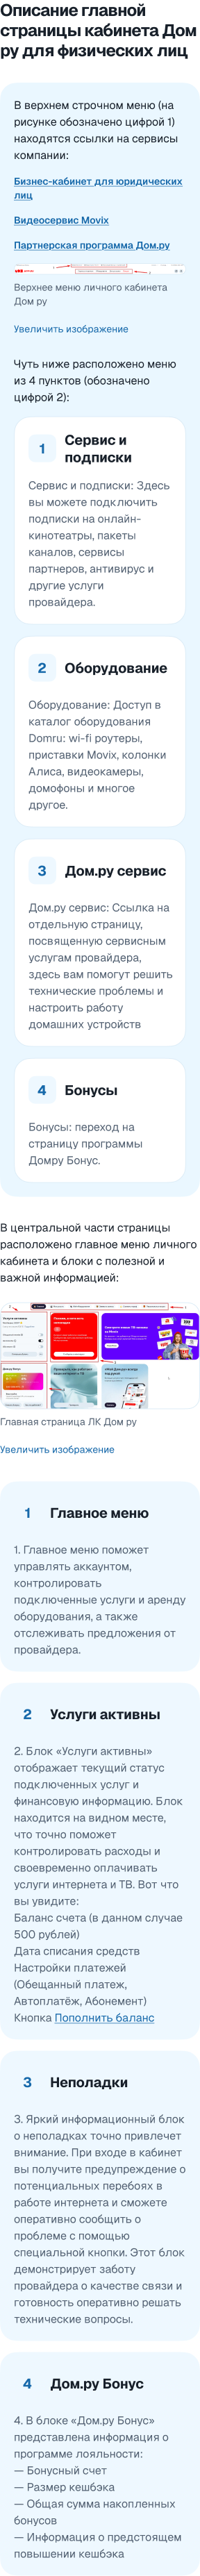 Описание главной
страницы кабинета Дом
ру для физических лиц
В верхнем строчном меню (на
рисунке обозначено цифрой 1)
находятся ссылки на сервисы
компании:
Бизнес-кабинет для юридических
лиц
Видеосервис Movix
Партнерская программа Дом.ру
Верхнее меню личного кабинета
Дом ру
Увеличить изображение
Чуть ниже расположено меню
из 4 пунктов (обозначено
цифрой 2):
1
Сервис и
подписки
Сервис и подписки: Здесь
вы можете подключить
подписки на онлайн-
кинотеатры, пакеты
каналов, сервисы
партнеров, антивирус и
другие услуги
провайдера.
2 Оборудование
Оборудование: Доступ в
каталог оборудования
Domru: wi-fi роутеры,
приставки Movix, колонки
Алиса, видеокамеры,
домофоны и многое
другое.
3 Дом.ру сервис
Дом.ру сервис: Ссылка на
отдельную страницу,
посвященную сервисным
услугам провайдера,
здесь вам помогут решить
технические проблемы и
настроить работу
домашних устройств
4 Бонусы
Бонусы: переход на
страницу программы
Домру Бонус.
В центральной части страницы
расположено главное меню личного
кабинета и блоки с полезной и
важной информацией:
Главная страница ЛК Дом ру
Увеличить изображение
1 Главное меню
1. Главное меню поможет
управлять аккаунтом,
контролировать
подключенные услуги и аренду
оборудования, а также
отслеживать предложения от
провайдера.
2 Услуги активны
2. Блок «Услуги активны»
отображает текущий статус
подключенных услуг и
финансовую информацию. Блок
находится на видном месте,
что точно поможет
контролировать расходы и
своевременно оплачивать
услуги интернета и ТВ. Вот что
вы увидите:
Баланс счета (в данном случае
500 рублей)
Дата списания средств
Настройки платежей
(Обещанный платеж,
Автоплатёж, Абонемент)
Кнопка Пополнить баланс
3 Неполадки
3. Яркий информационный блок
о неполадках точно привлечет
внимание. При входе в кабинет
вы получите предупреждение о
потенциальных перебоях в
работе интернета и сможете
оперативно сообщить о
проблеме с помощью
специальной кнопки. Этот блок
демонстрирует заботу
провайдера о качестве связи и
готовность оперативно решать
технические вопросы.
4 Дом.ру Бонус
4. В блоке «Дом.ру Бонус»
представлена информация о
программе лояльности:
— Бонусный счет
— Размер кешбэка
— Общая сумма накопленных
бонусов
— Информация о предстоящем
повышении кешбэка